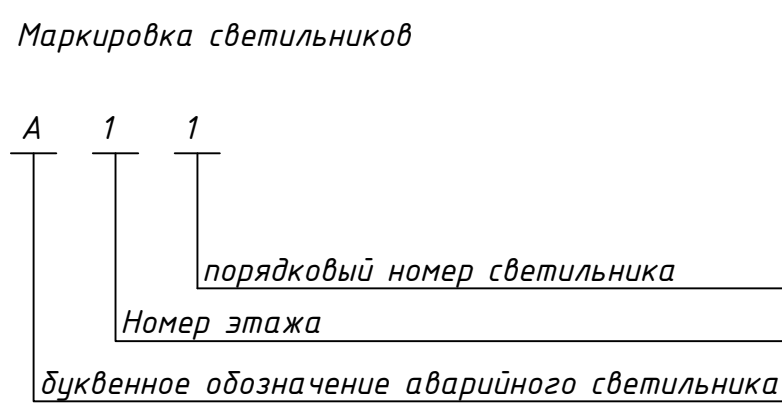 Маркировка светильников
А 1 1
порядковый номер светильника
Номер этажа
буквенное обозначение аварийного светильника